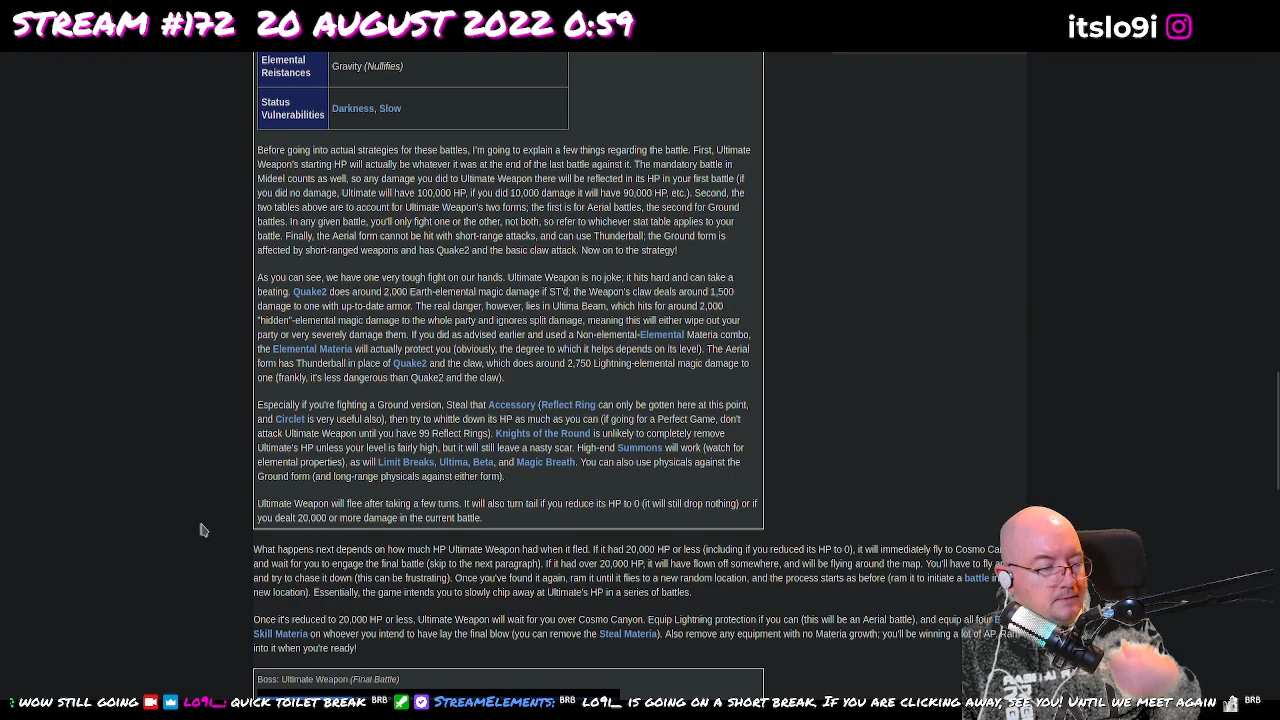 STREAM #172 20 AUGUST 2022 0:59
itslo9i
Elemental
Reistances
Gravity (Nullifies)
Status
Vulnerabilities
Darkness, Slow
Before going into actual strategies for these battles, I'm going to explain a few things regarding the battle. First, Ultimate
Weapon's starting HP will actually be whatever it was at the end of the last battle against it. The mandatory battle in
Mideel counts as well, so any damage you did to Ultimate Weapon there will be reflected in its HP in your first battle (if
you did no damage, Ultimate will have 100,000 HP, if you did 10,000 damage it will have 90,000 HP, etc.). Second, the
two tables above are to account for Ultimate Weapon's two forms; the first is for Aerial battles, the second for Ground
battles. In any given battle, you'll only fight one or the other, not both, so refer to whichever stat table applies to your
battle. Finally, the Aerial form cannot be hit with short-range attacks, and can use Thunderball; the Ground form is
affected by short-ranged weapons and has Quake2 and the basic claw attack. Now on to the strategy!
As you can see, we have one very tough fight on our hands. Ultimate Weapon is no joke; it hits hard and can take a
beating. Quake2 does around 2,000 Earth-elemental magic damage if ST'd; the Weapon's claw deals around 1,500
damage to one with up-to-date armor. The real danger, however, lies in Ultima Beam, which hits for around 2,000
"hidden"-elemental magic damage to the whole party and ignores split damage, meaning this will either wipe out your
party or very severely damage them. If you did as advised earlier and used a Non-elemental-Elemental Materia combo,
the Elemental Materia will actually protect you (obviously, the degree to which it helps depends on its level). The Aerial
form has Thunderball in place of Quake2 and the claw, which does around 2,750 Lightning-elemental magic damage to
one (frankly, it's less dangerous than Quake2 and the claw).
Especially if you're fighting a Ground version, Steal that Accessory (Reflect Ring can only be gotten here at this point,
and Circlet is very useful also), then try to whittle down its HP as much as you can (if going for a Perfect Game, don't
attack Ultimate Weapon until you have 99 Reflect Rings). Knights of the Round is unlikely to completely remove
Ultimate's HP unless your level is fairly high, but it will still leave a nasty scar. High-end Summons will work (watch for
elemental properties), as will Limit Breaks, Ultima, Beta, and Magic Breath. You can also use physicals against the
Ground form (and long-range physicals against either form).
Ultimate Weapon will flee after taking a few turns. It will also turn tail if you reduce its HP to 0 (it will still drop nothing) or if
you dealt 20,000 or more damage in the current battle.
What happens next depends on how much HP Ultimate Weapon had when it fled. If it had 20,000 HP or less (including if you reduced its HP to 0), it will immediately fly to Cosmo
and wait for you to engage the final battle (skip to the next paragraph). If it had over 20,000 HP, it will have flown off somewhere, and will be flying around the map. You'll have to fly
and try to chase it down (this can be frustrating). Once you've found it again, ram it until it flies to a new random location, and the process starts as before (ram it to initiate a battle
new location). Essentially, the game intends you to slowly chip away at Ultimate's HP in a series of battles.
Once it's reduced to 20,000 HP or less, Ultimate Weapon will wait for you over Cosmo Canyon. Equip Lightning protection if you can (this will be an Aerial battle), and equip all four
Skill Materia on whoever you intend to have lay the final blow (you can remove the Steal Materia). Also remove any equipment with no Materia growth; you'll be winning a lot of AP.
into it when you're ready!
Boss: Ultimate Weapon (Final Battle)
WOW STILL GOING LO9I_: QUICK TOILET BREAK BRB StreamElements: BRB LO9I_ IS GOING ON A SHORT BREAK. IF YOU ARE CLICKING AWAY, SEE YOU! UNTIL WE MEET AGAIN BRB